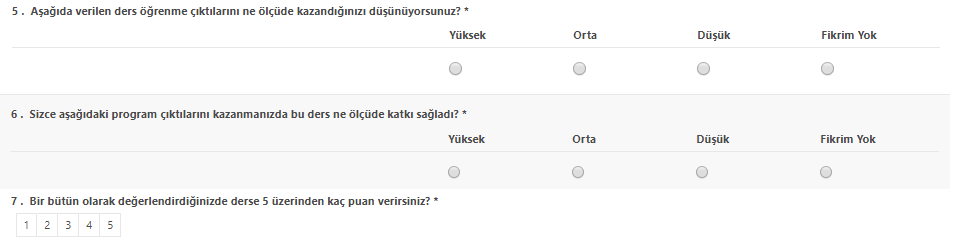 5 . Aşağıda verilen ders öğrenme çıktılarını ne ölçüde kazandığınızı düşünüyorsunuz? *
Yüksek Orta Düşük Fikrim Yok
6 . Sizce aşağıdaki program çıktılarını kazanmanızda bu ders ne ölçüde katkı sağladı? *
Yüksek Orta Düşük Fikrim Yok
7 . Bir bütün olarak değerlendirdiğinizde derse 5 üzerinden kaç puan verirsiniz? *
1 2 3 4 5